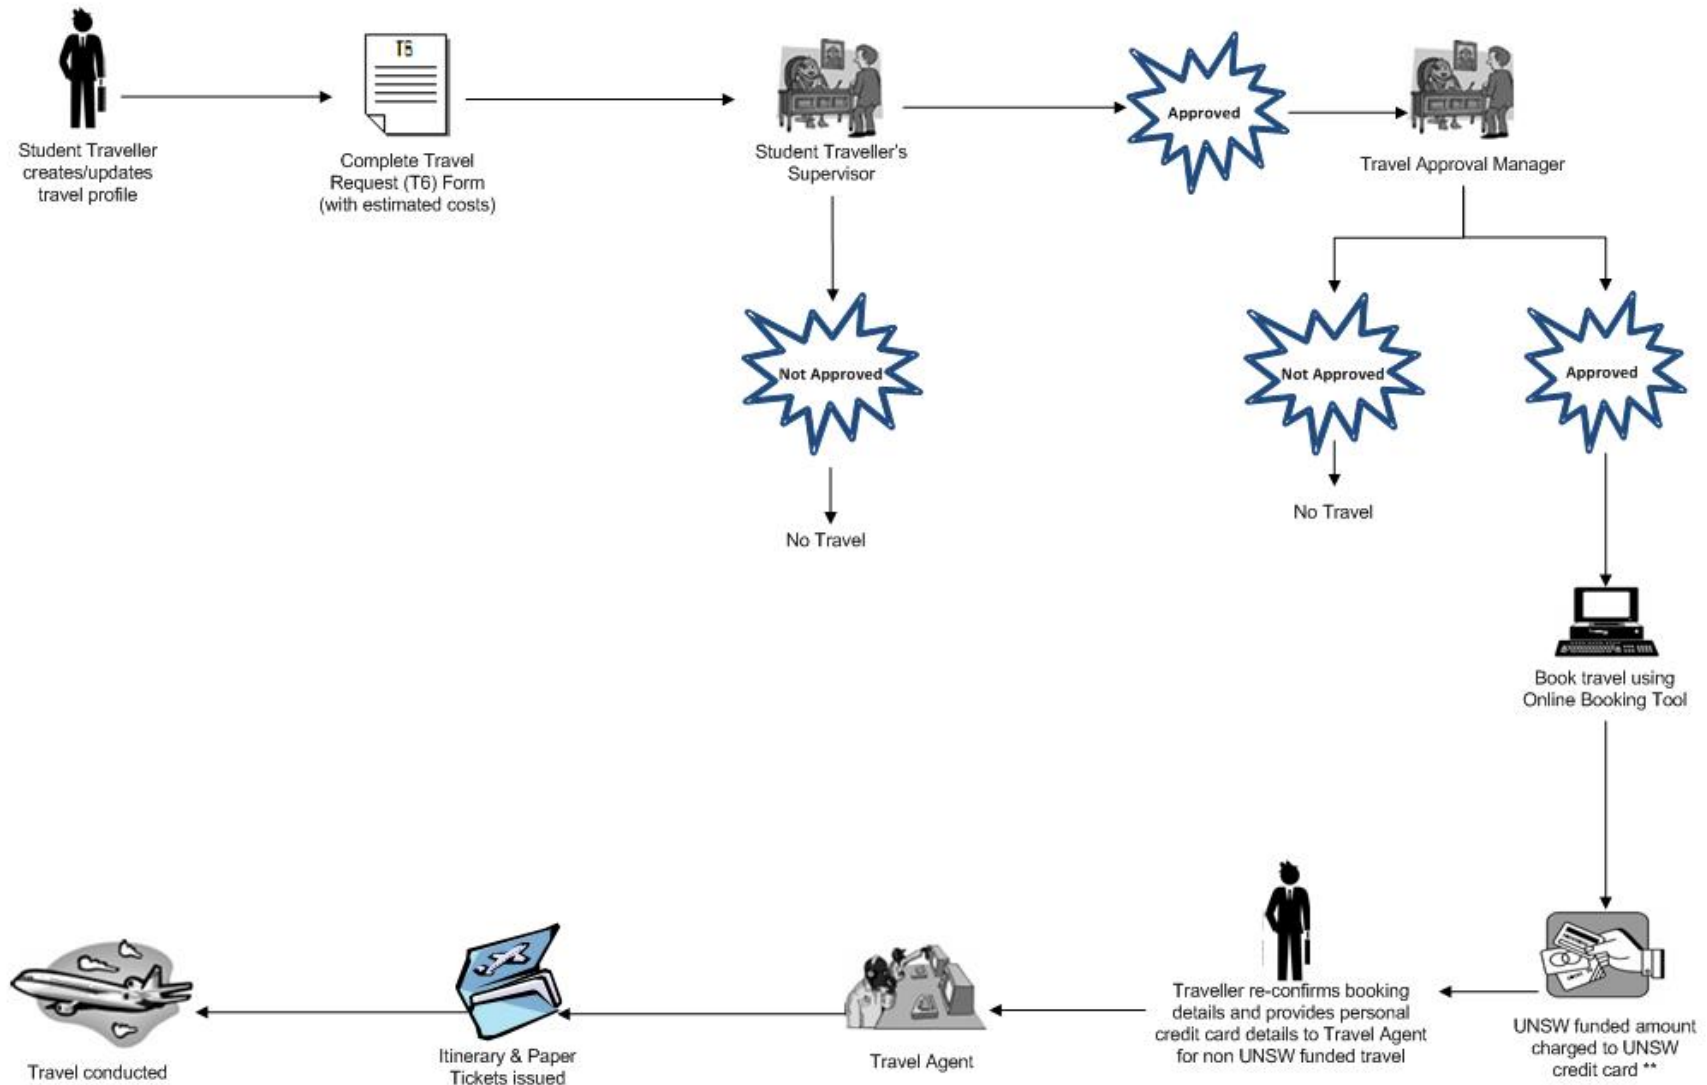 T6
Student Traveller
creates/updates
travel profile
Complete Travel
Request (T6) Form
(with estimated costs)
Student Traveller's
Supervisor
Approved
Travel Approval Manager
Not Approved
Not Approved
Approved
No Travel
No Travel
Book travel using
Online Booking Tool
Travel conducted
Itinerary & Paper
Tickets issued
Travel Agent
Traveller re-confirms booking
details and provides personal
credit card details to Travel Agent
for non UNSW funded travel
UNSW funded amount
charged to UNSW
credit card **